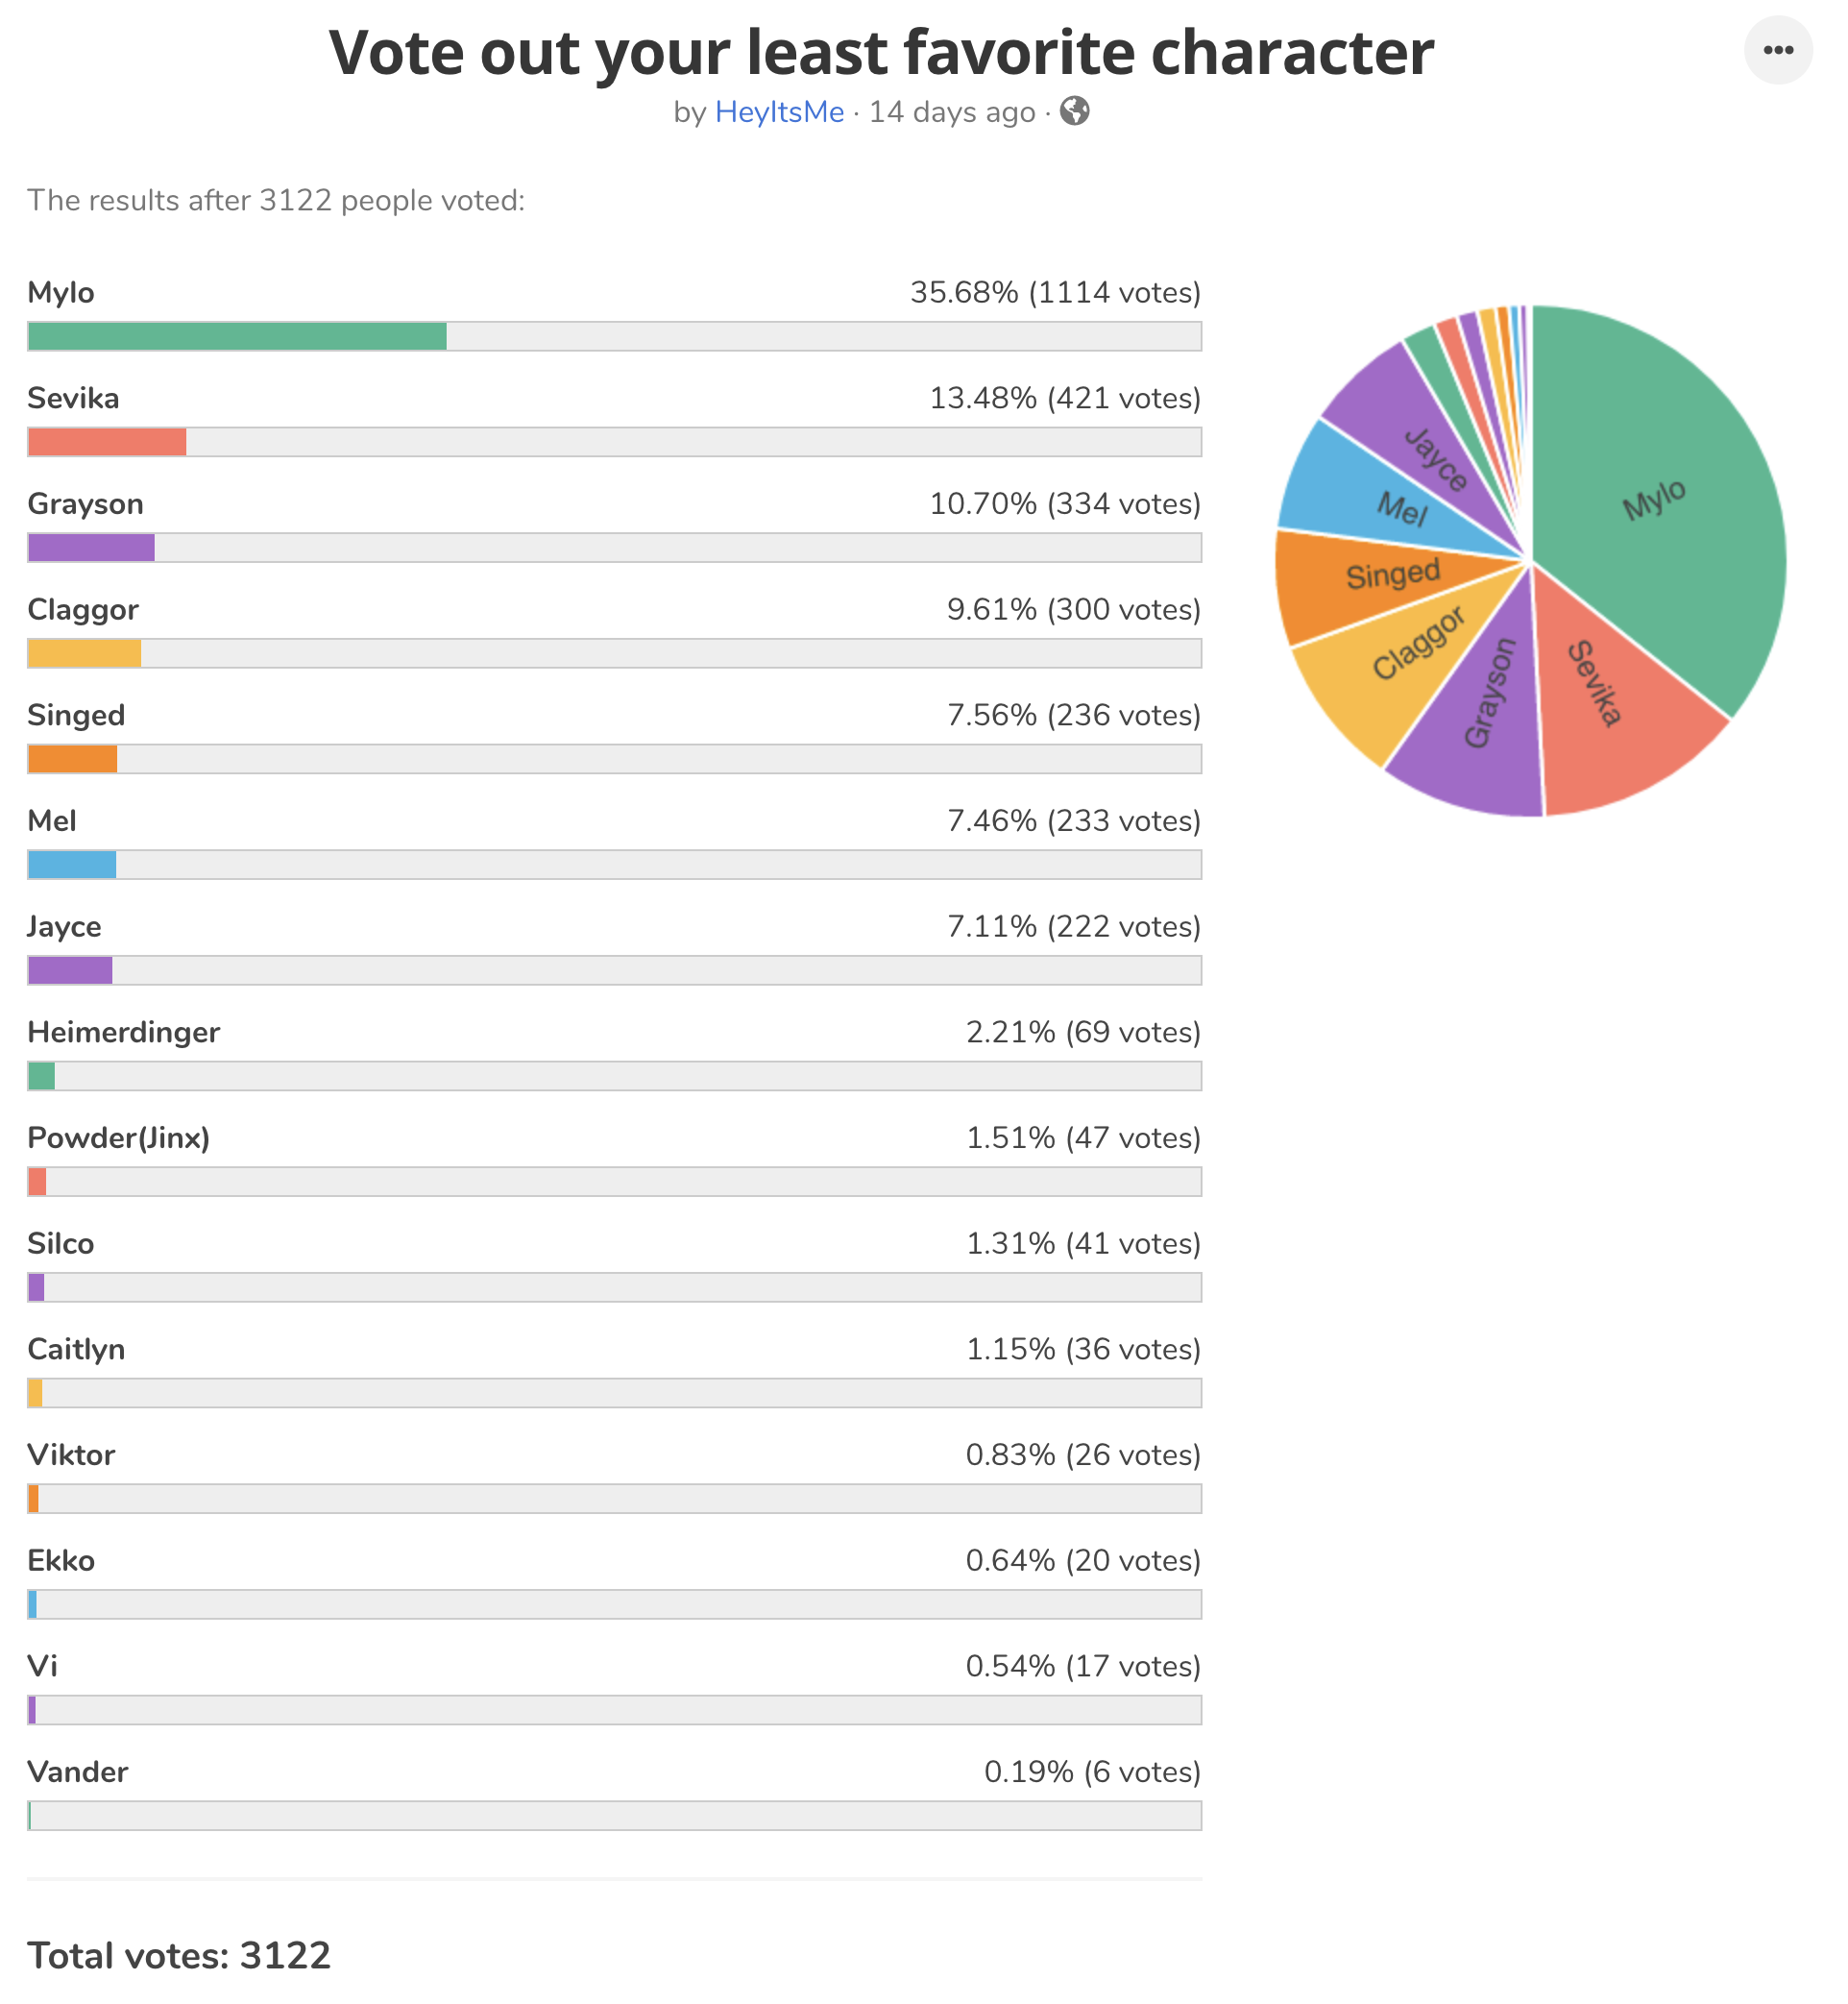 Vote out your least favorite character
by HeyItsMe · 14 days ago ·
The results after 3122 people voted:
Mylo 35.68% (1114 votes)
Sevika 13.48% (421 votes)
Grayson 10.70% (334 votes)
Claggor 9.61% (300 votes)
Singed 7.56% (236 votes)
Mel 7.46% (233 votes)
Jayce 7.11% (222 votes)
Heimerdinger 2.21% (69 votes)
Powder(Jinx) 1.51% (47 votes)
Silco 1.31% (41 votes)
Caitlyn 1.15% (36 votes)
Viktor 0.83% (26 votes)
Ekko 0.64% (20 votes)
Vi 0.54% (17 votes)
Vander 0.19% (6 votes)
Total votes: 3122
Mylo
Sevika
Grayson
Claggor
Singed
Mel
Jayce